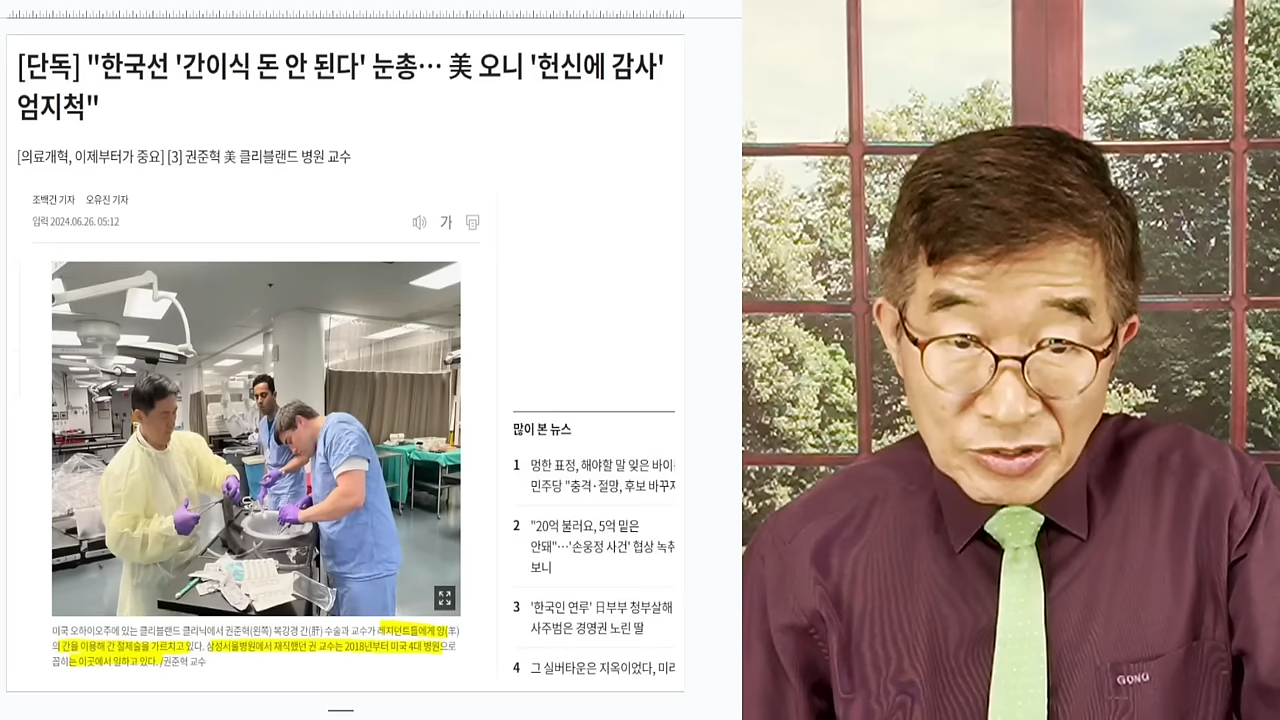 [단독] "한국선 '간이식 돈 안 된다' 눈총… 美 오니 '헌신에 감사'
엄지척"
[의료개혁, 이제부터가 중요] [3] 권준혁 美 클리블랜드 병원 교수
조백건 기자 오유진 기자
입력 2024.06.26. 05:12
가
미국 오하이오주에 있는 클리블랜드 클리닉에서 권준혁(왼쪽) 복강경 간(肝) 수술과 교수가 레지던트들에게 양(羊)
의 간을 이용해 간 절제술을 가르치고 있다. 삼성서울병원에서 재직했던 권 교수는 2018년부터 미국 4대 병원으로
꼽히는 이곳에서 일하고 있다. /권준혁 교수
많이 본 뉴스
1 멍한 표정, 해야할 말 잊은 바이
민주당 "충격·절망, 후보 바꾸자
2 "20억 불러요, 5억 밑은
안돼"…'손웅정 사건' 협상 녹취
보니
3 '한국인 연루' 日부부 청부살해
사주범은 경영권 노린 딸
4 그 실버타운은 지옥이었다, 미라
GONG